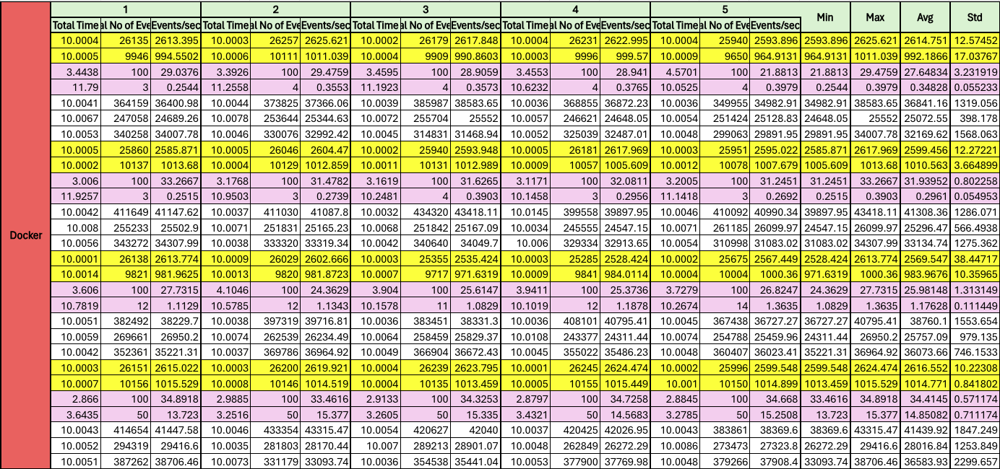 1 2 3 4 5 Min Max Avg Std
Total Time al No of Eve Events/sec Total Time al No of Eve Events/sec Total Time al No of Eve Events/sec Total Time al No of Eve Events/sec Total Time al No of Eve Events/sec
10.0004 26135 2613.395 10.0003 26257 2625.621 10.0002 26179 2617.848 10.0004 26231 2622.995 10.0004 25940 2593.896 2593.896 2625.621 2614.751 12.57452
10.0005 9946 994.5502 10.0006 10111 1011.039 10.0004 9909 990.8603 10.0003 9996 999.57 10.0009 9650 964.9131 964.9131 1011.039 992.1866 17.03767
3.4438 100 29.0376 3.3926 100 29.4759 3.4595 100 28.9059 3.4553 100 28.941 4.5701 100 21.8813 21.8813 29.4759 27.64834 3.231919
11.79 3 0.2544 11.2558 4 0.3553 11.1923 4 0.3573 10.6232 4 0.3765 10.0525 4 0.3979 0.2544 0.3979 0.34828 0.055233
10.0041 364159 36400.98 10.0044 373825 37366.06 10.0039 385987 38583.65 10.0036 368855 36872.23 10.0036 349955 34982.91 34982.91 38583.65 36841.16 1319.056
10.0067 247058 24689.26 10.0078 253644 25344.63 10.0072 255704 25552 10.0057 246621 24648.05 10.0054 251424 25128.83 24648.05 25552 25072.55 398.178
10.0053 340258 34007.78 10.0046 330076 32992.42 10.0045 314831 31468.94 10.0052 325039 32487.01 10.0048 299063 29891.95 29891.95 34007.78 32169.62 1568.063
10.0005 25860 2585.871 10.0005 26046 2604.47 10.0002 25940 2593.948 10.0005 26181 2617.969 10.0003 25951 2595.022 2585.871 2617.969 2599.456 12.27221
10.0002 10137 1013.68 10.0004 10129 1012.859 10.0011 10131 1012.989 10.0009 10057 1005.609 10.0012 10078 1007.679 1005.609 1013.68 1010.563 3.664899
3.006 100 33.2667 3.1768 100 31.4782 3.1619 100 31.6265 3.1171 100 32.0811 3.2005 100 31.2451 31.2451 33.2667 31.93952 0.802258
11.9257 3 0.2515 10.9503 3 0.2739 10.2481 4 0.3903 10.1458 3 0.2956 11.1418 3 0.2692 0.2515 0.3903 0.2961 0.054953
10.0042 411649 41147.62 10.0037 411030 41087.8 10.0032 434320 43418.11 10.0145 399558 39897.95 10.0046 410092 40990.34 39897.95 43418.11 41308.36 1286.071
10.008 255233 25502.9 10.0071 251831 25165.23 10.0068 251842 25167.09 10.0034 245555 24547.15 10.0071 261185 26099.97 24547.15 26099.97 25296.47 566.4938
Docker
10.0056 343272 34307.99 10.0038 333320 33319.34 10.0042 340640 34049.7 10.006 329334 32913.65 10.0054 310998 31083.02 31083.02 34307.99 33134.74 1275.362
10.0001 26138 2613.774 10.0009 26029 2602.666 10.0003 25355 2535.424 10.0003 25285 2528.424 10.0002 25675 2567.449 2528.424 2613.774 2569.547 38.44717
10.0014 9821 981.9625 10.0013 9820 981.8723 10.0007 9717 971.6319 10.0009 9841 984.0114 10.0004 10004 1000.36 971.6319 1000.36 983.9676 10.35965
3.606 100 27.7315 4.1046 100 24.3629 3.904 100 25.6147 3.9411 100 25.3736 3.7279 100 26.8247 24.3629 27.7315 25.98148 1.313149
10.7819 12 1.1129 10.5785 12 1.1343 10.1578 11 1.0829 10.1019 12 1.1878 10.2674 14 1.3635 1.0829 1.3635 1.17628 0.111449
10.0051 382492 38229.7 10.0038 397319 39716.81 10.0036 383451 38331.3 10.0036 408101 40795.41 10.0045 367438 36727.27 36727.27 40795.41 38760.1 1553.654
10.0059 269661 26950.2 10.0074 262539 26234.49 10.0064 258459 25829.37 10.0108 243377 24311.44 10.0074 254788 25459.96 24311.44 26950.2 25757.09 979.135
10.0042 352361 35221.31 10.0037 369786 36964.92 10.0049 366904 36672.43 10.0045 355022 35486.23 10.0048 360407 36023.41 35221.31 36964.92 36073.66 746.1533
10.0003 26151 2615.022 10.0003 26200 2619.921 10.0004 26239 2623.795 10.0001 26245 2624.474 10.0002 25996 2599.548 2599.548 2624.474 2616.552 10.22308
10.0007 10156 1015.529 10.0008 10146 1014.519 10.0004 10135 1013.459 10.0005 10155 1015.449 10.001 10150 1014.899 1013.459 1015.529 1014.771 0.841802
2.866 100 34.8918 2.9885 100 33.4616 2.9133 100 34.3253 2.8797 100 34.7258 2.8845 100 34.668 33.4616 34.8918 34.4145 0.571174
3.6435 50 13.723 3.2516 50 15.377 3.2605 50 15.335 3.4321 50 14.5683 3.2785 50 15.2508 13.723 15.377 14.85082 0.711174
10.0043 414654 41447.58 10.0046 433354 43315.47 10.0054 420627 42040 10.0037 420425 42026.95 10.0043 383861 38369.6 38369.6 43315.47 41439.92 1847.249
10.0052 294319 29416.6 10.0035 281803 28170.44 10.007 289213 28901.07 10.0048 262849 26272.29 10.0086 273473 27323.8 26272.29 29416.6 28016.84 1253.849
10.0051 387262 38706.46 10.0073 331179 33093.74 10.0036 354538 35441.04 10.0053 377900 37769.98 10.0048 379266 37908.4 33093.74 38706.46 36583.93 2299.657